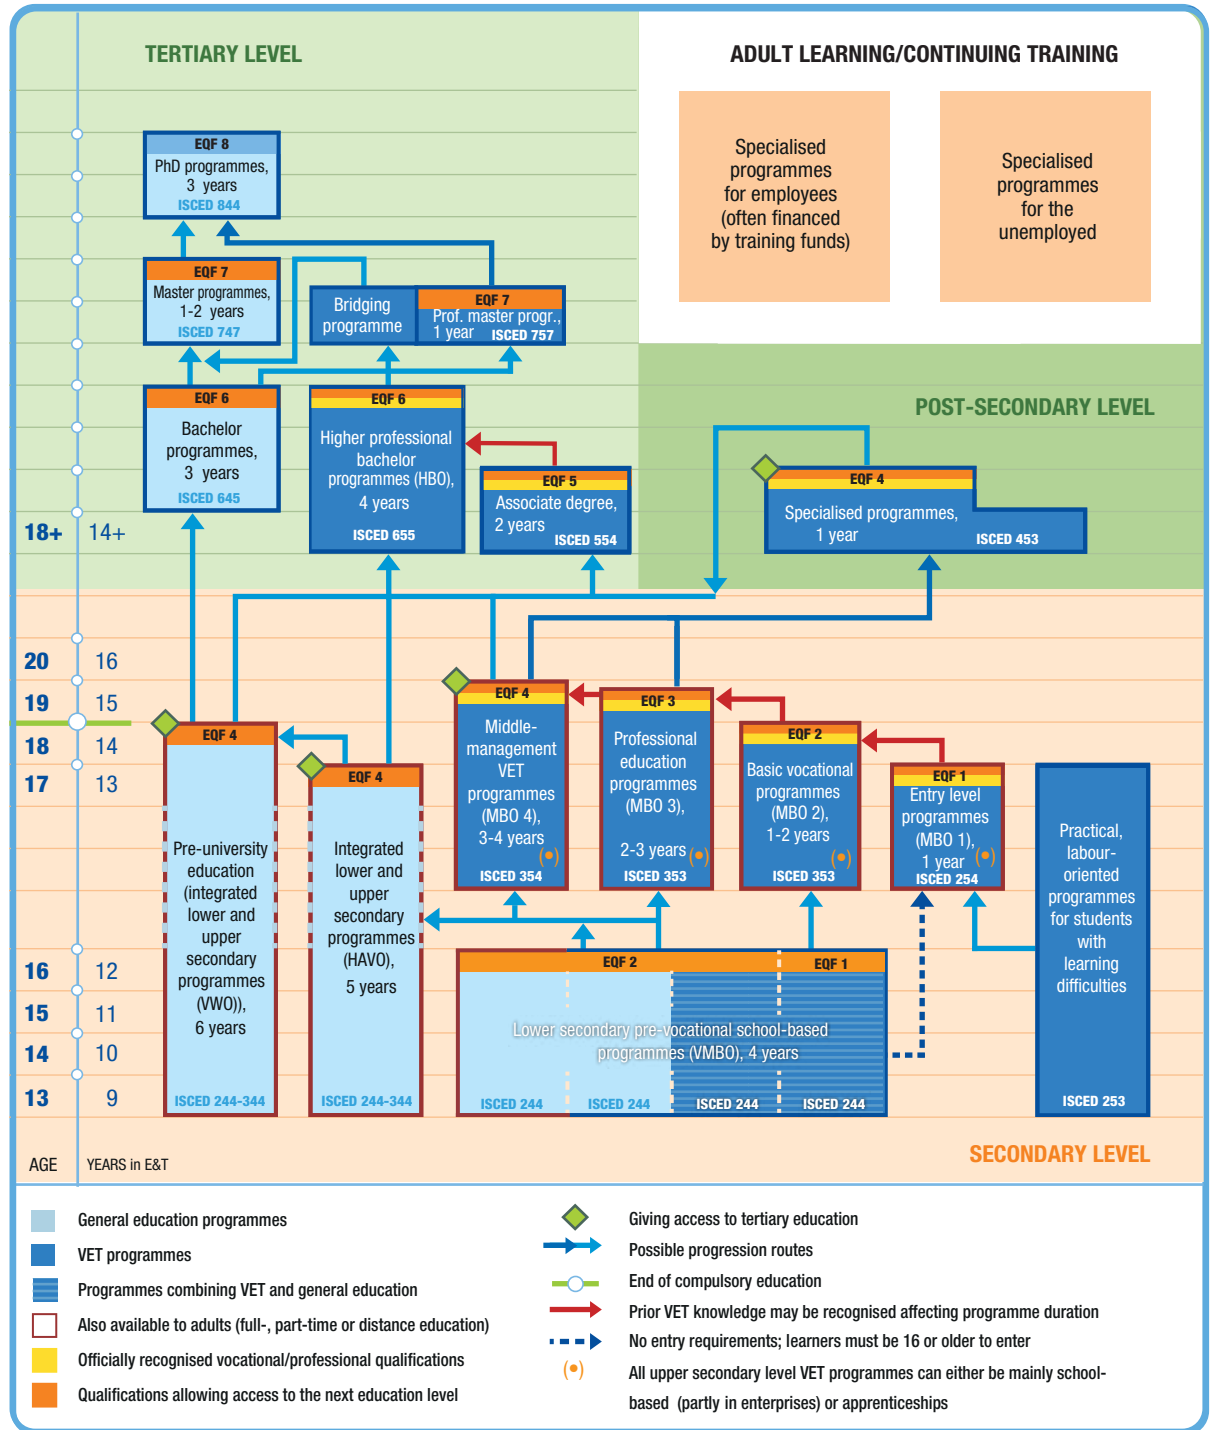 TERTIARY LEVEL
ADULT LEARNING/CONTINUING TRAINING
Specialised
programmes
for employees
(often financed
by training funds)
Specialised
programmes
for the
unemployed
EQF 8
PhD programmes,
3 years
ISCED 844
EQF 7
Master programmes,
1-2 years
ISCED 747
Bridging
programme
EQF 7
Prof. master progr.,
1 year ISCED 757
POST-SECONDARY LEVEL
EQF 6
Bachelor
programmes,
3 years
ISCED 645
EQF 6
Higher professional
bachelor
programmes (HBO),
4 years
ISCED 655
EQF 5
Associate degree,
2 years
ISCED 554
EQF 4
Specialised programmes,
1 year
ISCED 453
18+ 14+
20 16
19 15
18 14
17 13
16 12
15 11
14 10
13 9
AGE YEARS in E&T
EQF 4
Pre-university
education
(integrated
lower and
upper
secondary
programmes
(VWO)),
6 years
ISCED 244-344
EQF 4
Integrated
lower and
upper
secondary
programmes
(HAVO),
5 years
ISCED 244-344
EQF 4
Middle-
management
VET
programmes
(MBO 4),
3-4 years
(•)
ISCED 354
EQF 3
Professional
education
programmes
(MBO 3),
2-3 years (•)
ISCED 353
EQF 2
Basic vocational
programmes
(MBO 2),
1-2 years
(•)
ISCED 353
EQF 1
Entry level
programmes
(MBO 1),
1 year (•)
ISCED 254
Practical,
labour-
oriented
programmes
for students
with
learning
difficulties
ISCED 253
EQF 2 EQF 1
Lower secondary pre-vocational school-based
programmes (VMBO), 4 years
ISCED 244 ISCED 244 ISCED 244 ISCED 244
SECONDARY LEVEL
General education programmes
VET programmes
Programmes combining VET and general education
Also available to adults (full-, part-time or distance education)
Officially recognised vocational/professional qualifications
Qualifications allowing access to the next education level
Giving access to tertiary education
Possible progression routes
End of compulsory education
Prior VET knowledge may be recognised affecting programme duration
No entry requirements; learners must be 16 or older to enter
(•) All upper secondary level VET programmes can either be mainly school-
based (partly in enterprises) or apprenticeships